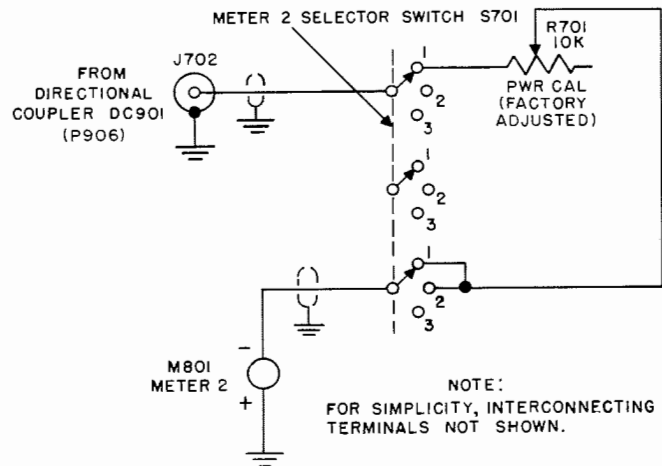 METER 2 SELECTOR SWITCH S701
R701
10K
J702
FROM
DIRECTIONAL
COUPLER DC901
(P906)
1
2
3
PWR CAL
(FACTORY
ADJUSTED)
1
2
3
1
2
3
M801
METER 2
-
+
NOTE:
FOR SIMPLICITY, INTERCONNECTING
TERMINALS NOT SHOWN.